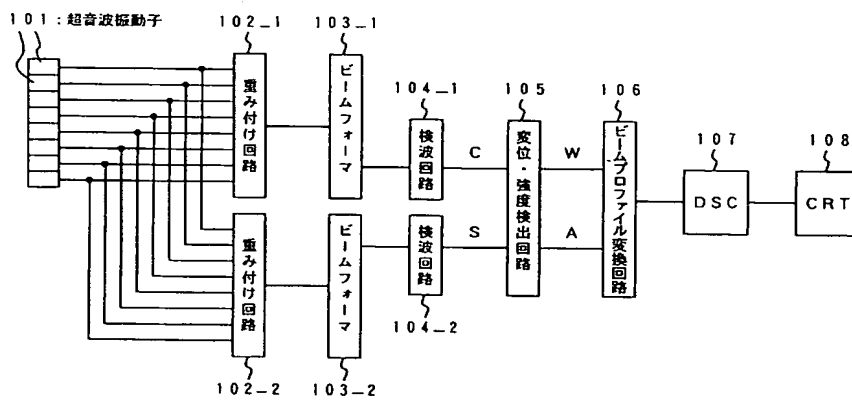 101:超音波振動子
102_1
103_1
重み付け回路
ビームフォーマ
104_1
105
106
検波回路
C
変位・強度検出回路
W
ビームプロファイル変換回路
107
DSC
108
CRT
重み付け回路
ビームフォーマ
検波回路
S
A
104_2
102_2
103_2